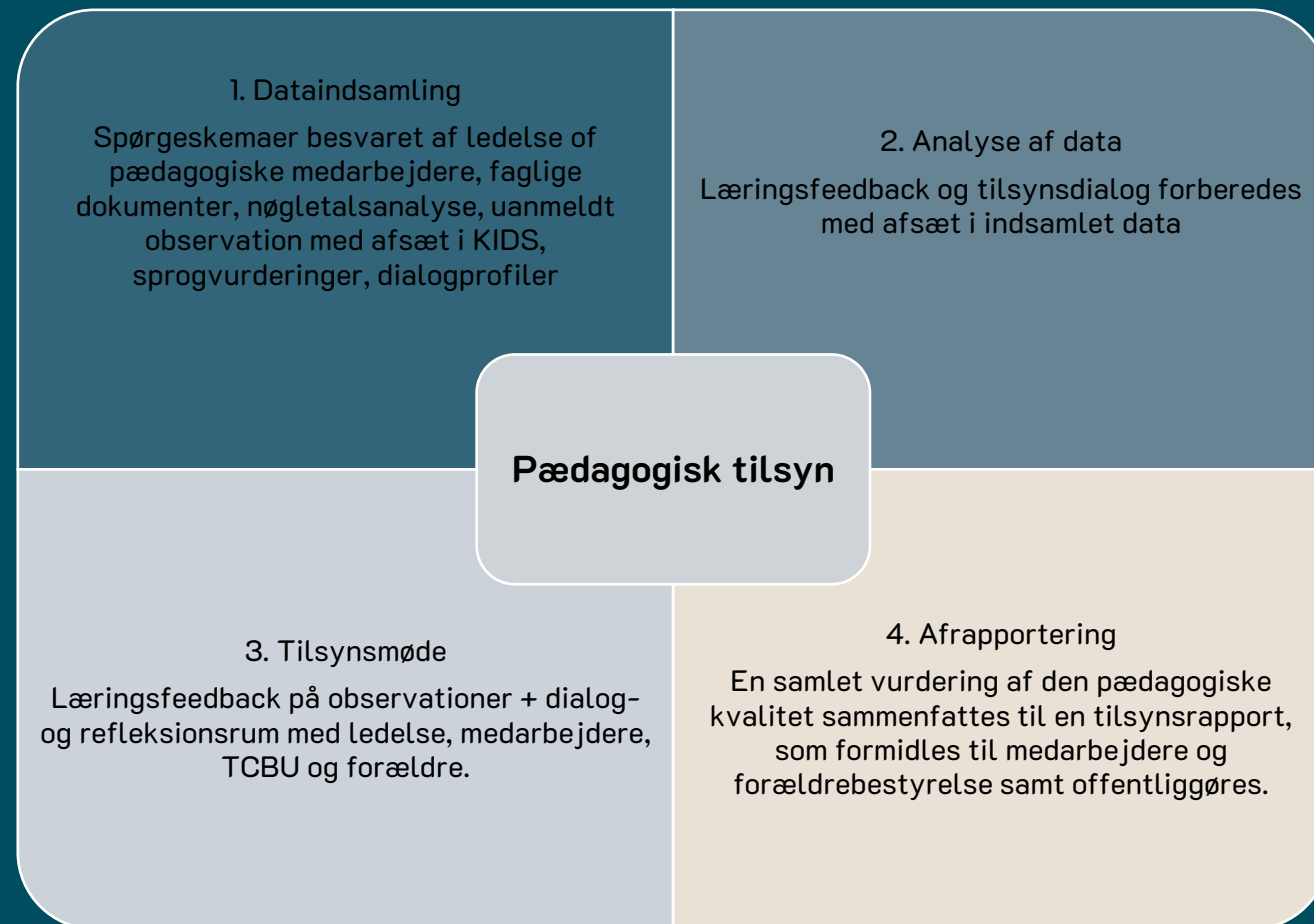 1. Dataindsamling
Spørgeskemaer besvaret af ledelse of
pædagogiske medarbejdere, faglige
dokumenter, nøgletalsanalyse, uanmeldt
observation med afsæt i KIDS,
sprogvurderinger, dialogprofiler
2. Analyse af data
Læringsfeedback og tilsynsdialog forberedes
med afsæt i indsamlet data
Pædagogisk tilsyn
3. Tilsynsmøde
Læringsfeedback på observationer + dialog-
og refleksionsrum med ledelse, medarbejdere,
TCBU og forældre.
4. Afrapportering
En samlet vurdering af den pædagogiske
kvalitet sammenfattes til en tilsynsrapport,
som formidles til medarbejdere og
forældrebestyrelse samt offentliggøres.